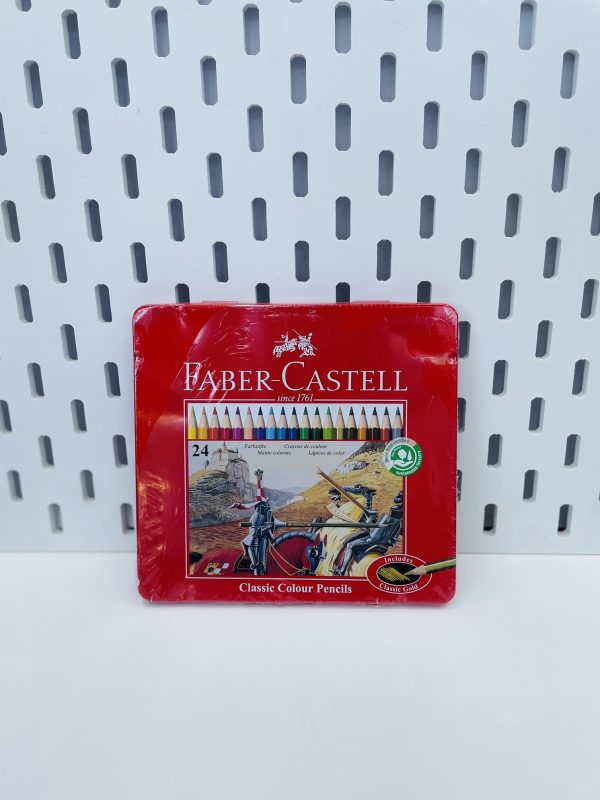 FABER-CASTELL
since 1761
24
Farbstifte Crayons de couleur
Matite colorate Lápices de color
Includes
Classic Gold
Classic Colour Pencils